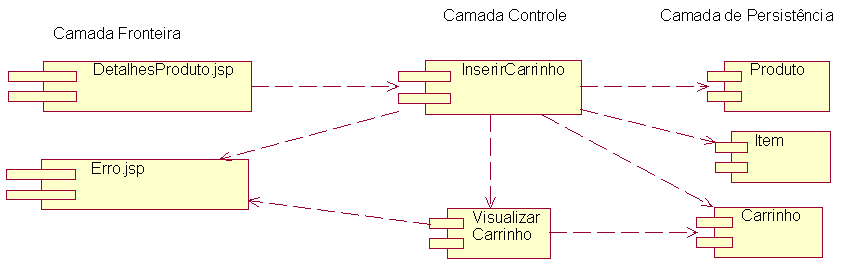 Camada Fronteira
Camada Controle
Camada de Persistência
DetalhesProduto.jsp
InserirCarrinho
Produto
Erro.jsp
Item
Visualizar
Carrinho
Carrinho